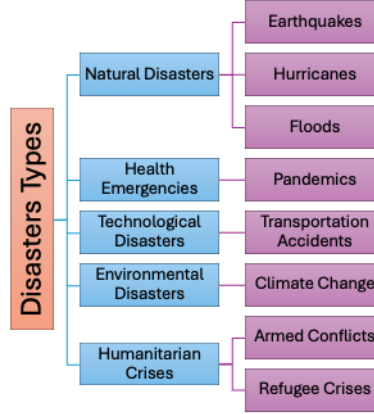 Disasters Types
Natural Disasters
Earthquakes
Hurricanes
Floods
Health
Emergencies
Pandemics
Technological
Disasters
Transportation
Accidents
Environmental
Disasters
Climate Change
Humanitarian
Crises
Armed Conflicts
Refugee Crises